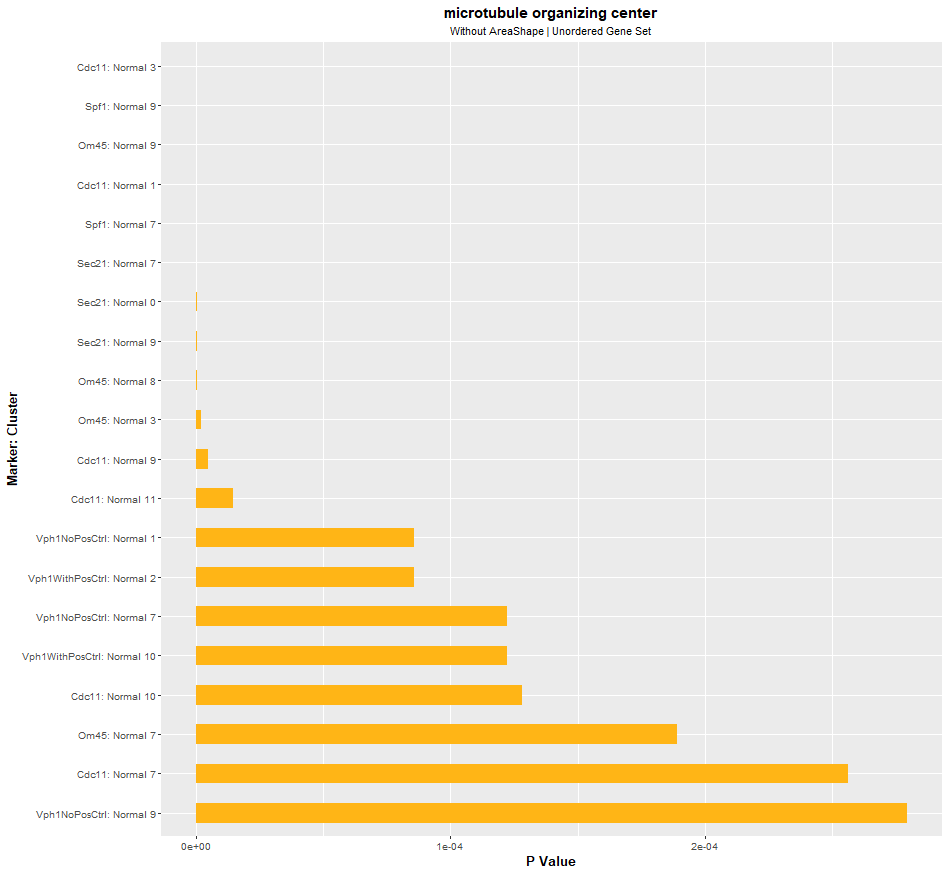 microtubule organizing center
Without AreaShape | Unordered Gene Set
Marker: Cluster
Cdc11: Normal 3
Spf1: Normal 9
Om45: Normal 9
Cdc11: Normal 1
Spf1: Normal 7
Sec21: Normal 7
Sec21: Normal 0
Sec21: Normal 9
Om45: Normal 8
Om45: Normal 3
Cdc11: Normal 9
Cdc11: Normal 11
Vph1NoPosCtrl: Normal 1
Vph1WithPosCtrl: Normal 2
Vph1NoPosCtrl: Normal 7
Vph1WithPosCtrl: Normal 10
Cdc11: Normal 10
Om45: Normal 7
Cdc11: Normal 7
Vph1NoPosCtrl: Normal 9
0e+00 1e-04 2e-04
P Value